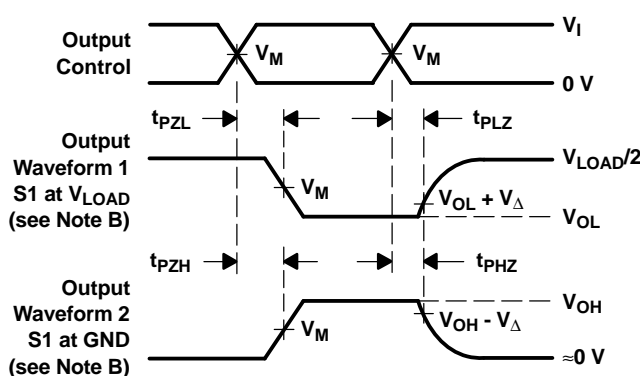 Output
Control
V_I
V_M
V_M
0 V
t_PZL
t_PLZ
Output
Waveform 1
S1 at V_LOAD
(see Note B)
V_LOAD/2
V_M
V_OL + V_Δ
V_OL
t_PZH
t_PHZ
Output
Waveform 2
S1 at GND
(see Note B)
V_OH
V_M
V_OH - V_Δ
≈0 V